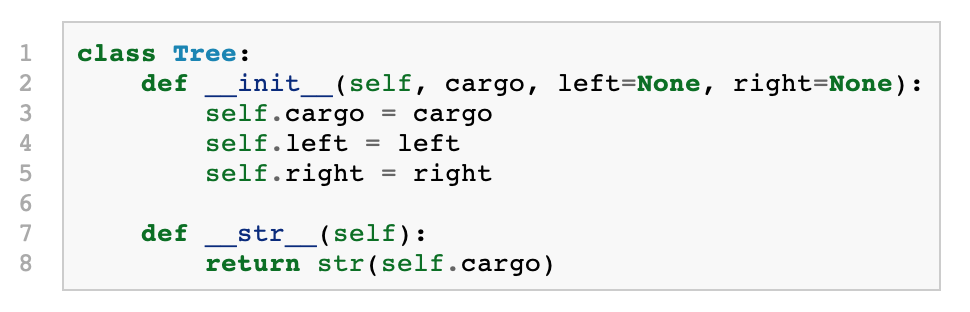 1 class Tree:
2     def __init__(self, cargo, left=None, right=None):
3         self.cargo = cargo
4         self.left = left
5         self.right = right
6
7     def __str__(self):
8         return str(self.cargo)